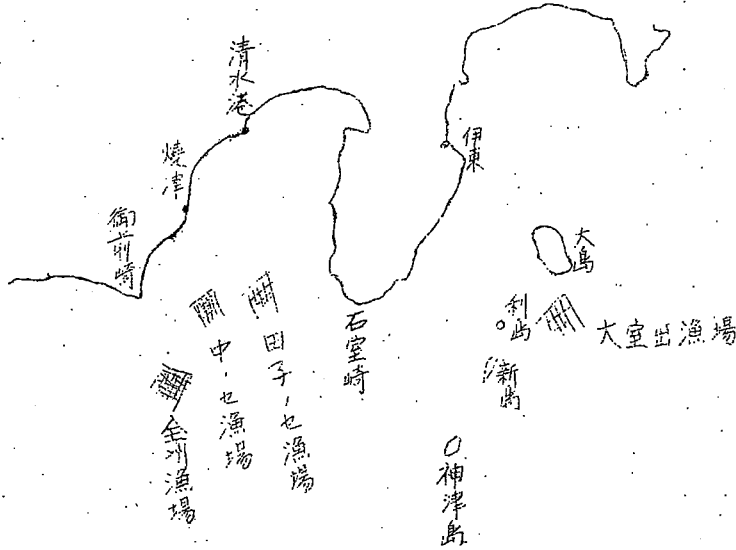 清水港
焼津
御前崎
伊東
大島
利島
大室出漁場
新島
石室崎
田子ノセ漁場
中ノセ漁場
金州漁場
神津島